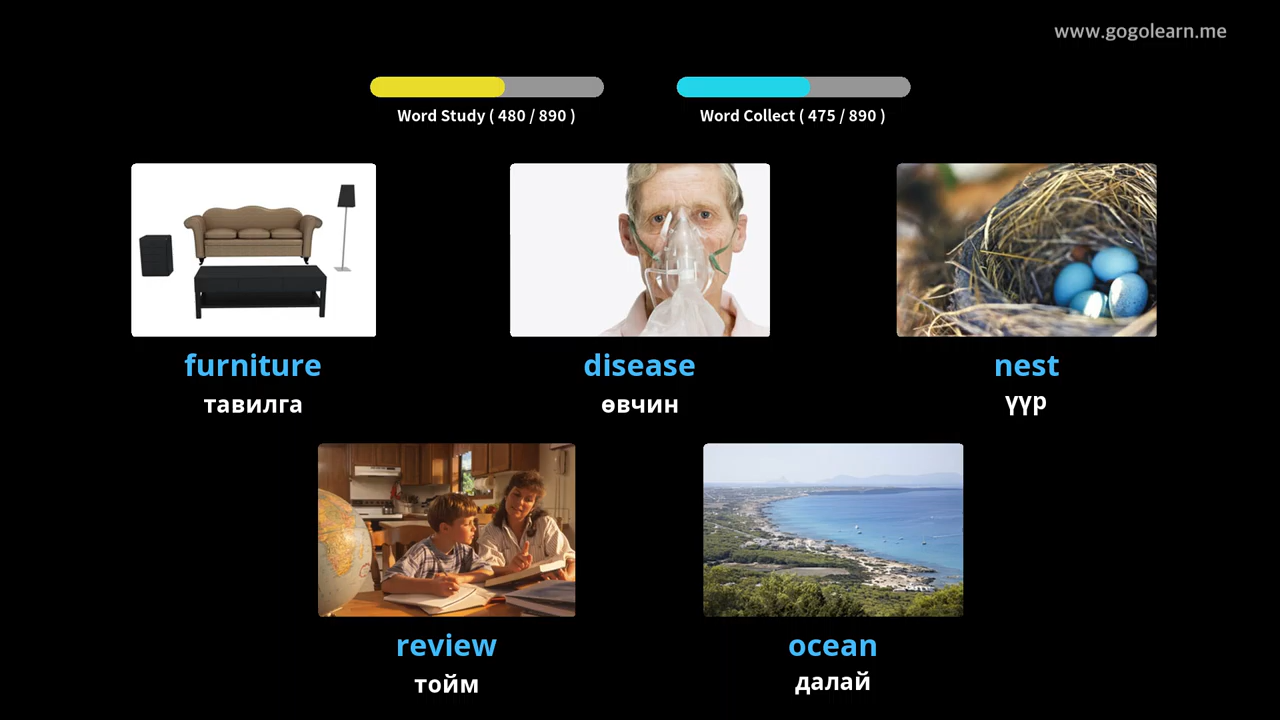 www.gogolearn.me
Word Study ( 480 / 890 )
Word Collect ( 475 / 890 )
furniture
тавилга
disease
өвчин
nest
үүр
review
тойм
ocean
далай